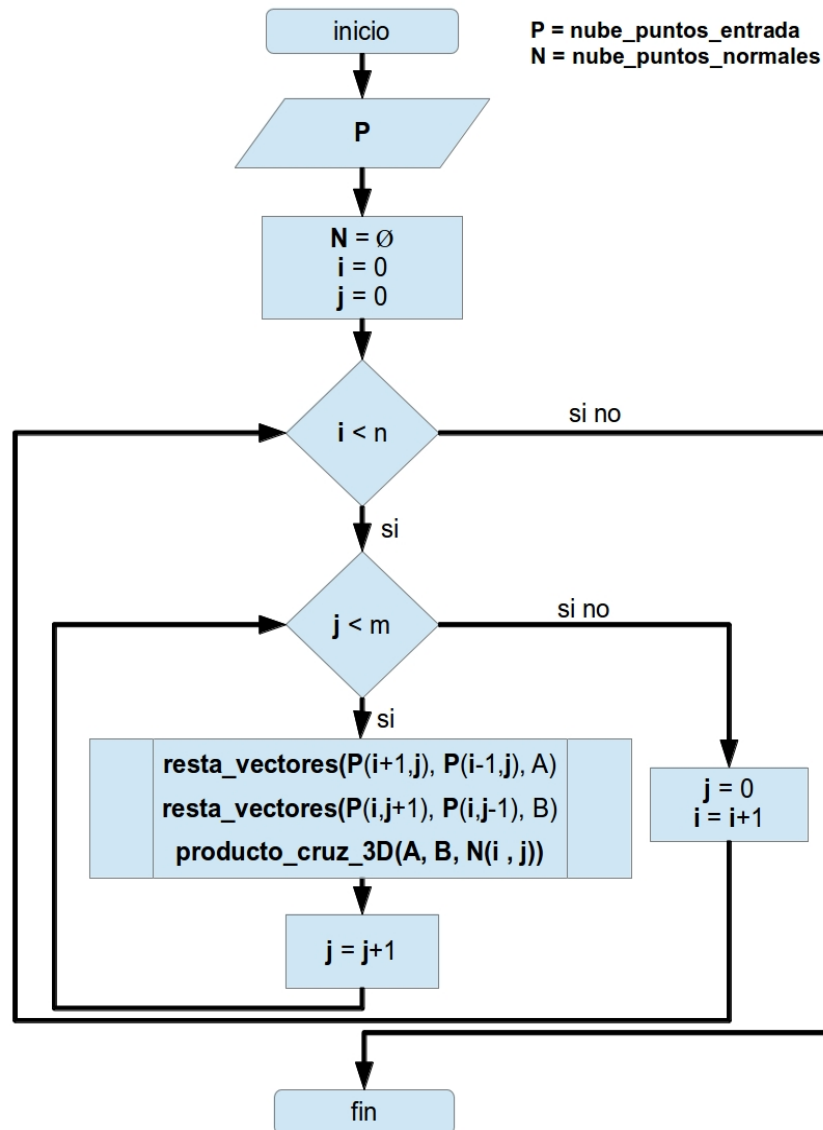 inicio
P = nube_puntos_entrada
N = nube_puntos_normales
P
N = Ø
i = 0
j = 0
i < n
si no
si
j < m
si no
si
resta_vectores(P(i+1,j), P(i-1,j), A)
resta_vectores(P(i,j+1), P(i,j-1), B)
producto_cruz_3D(A, B, N(i , j))
j = 0
i = i+1
j = j+1
fin